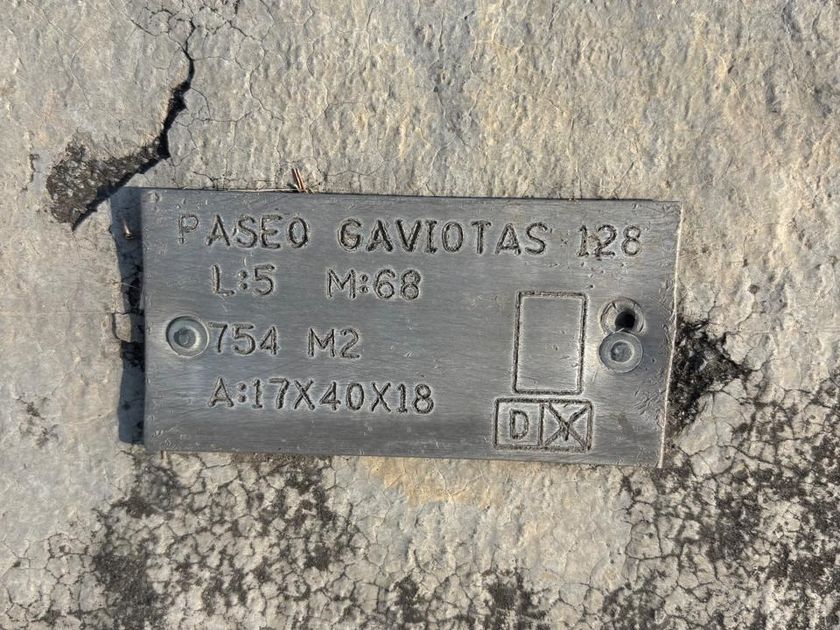 PASEO GAVIOTAS 128
L:5 M:68
754 M2
A:17X40X18
D